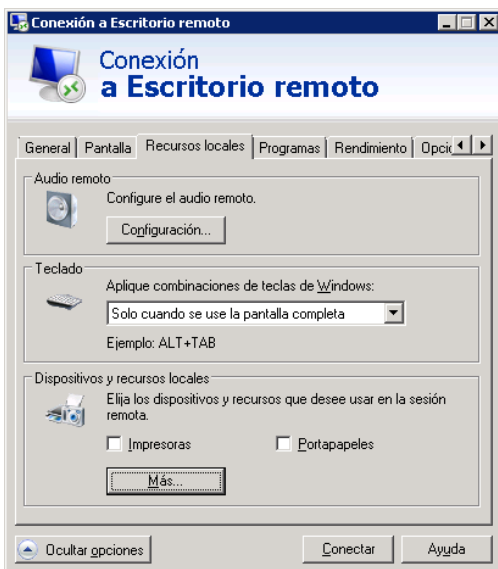 Conexión a Escritorio remoto
Conexión
a Escritorio remoto
General Pantalla Recursos locales Programas Rendimiento Opcio
Audio remoto
Configure el audio remoto.
Configuración...
Teclado
Aplique combinaciones de teclas de Windows:
Solo cuando se use la pantalla completa
Ejemplo: ALT+TAB
Dispositivos y recursos locales
Elija los dispositivos y recursos que desee usar en la sesión
remota.
Impresoras Portapapeles
Más...
Ocultar opciones Conectar Ayuda